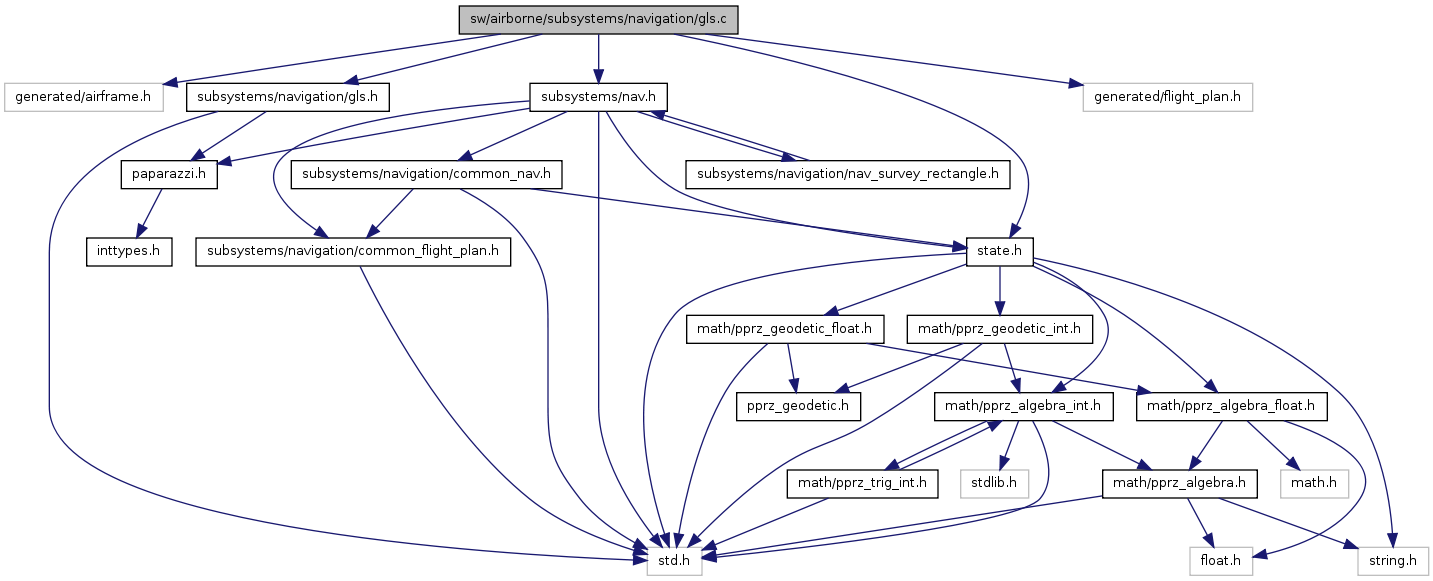 sw/airborne/subsystems/navigation/gls.c
generated/airframe.h
subsystems/navigation/gls.h
subsystems/nav.h
generated/flight_plan.h
paparazzi.h
subsystems/navigation/common_nav.h
subsystems/navigation/nav_survey_rectangle.h
inttypes.h
subsystems/navigation/common_flight_plan.h
state.h
math/pprz_geodetic_float.h
math/pprz_geodetic_int.h
pprz_geodetic.h
math/pprz_algebra_int.h
math/pprz_algebra_float.h
math/pprz_trig_int.h
stdlib.h
math/pprz_algebra.h
math.h
std.h
float.h
string.h